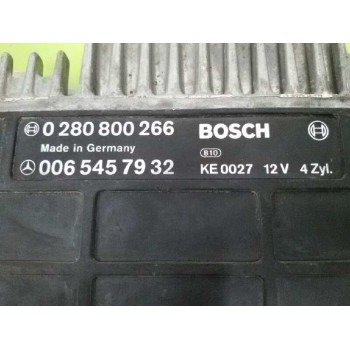 0 280 800 266 BOSCH
Made in Germany
006 545 79 32 B10 KE 0027 12 V 4 Zyl.